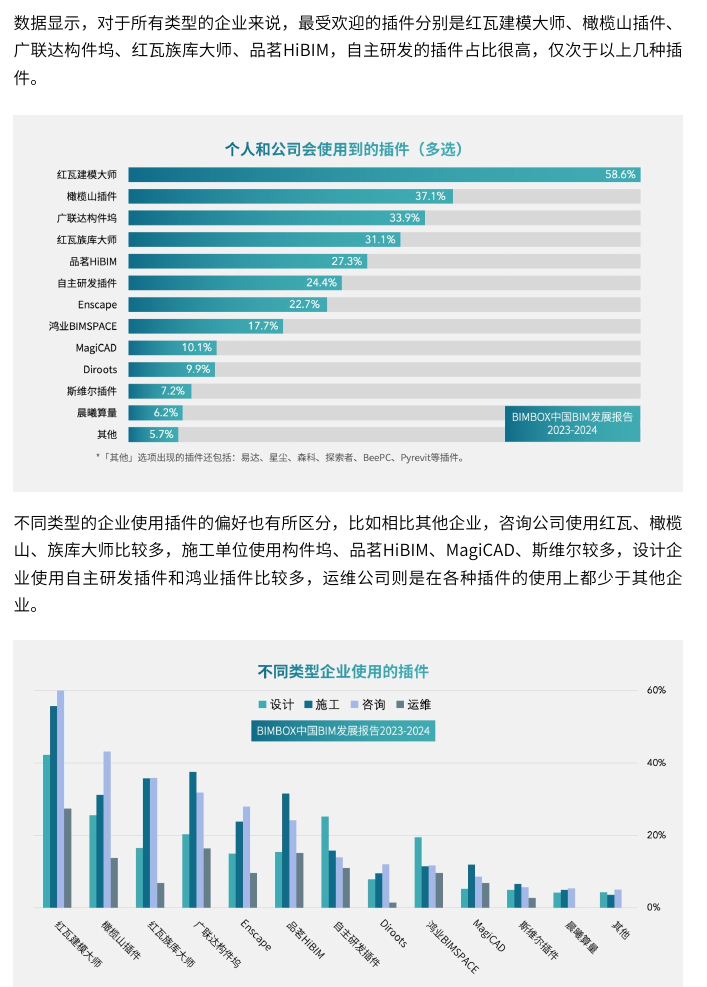 数据显示，对于所有类型的企业来说，最受欢迎的插件分别是红瓦建模大师、橄榄山插件、
广联达构件坞、红瓦族库大师、品茗HiBIM，自主研发的插件占比很高，仅次于以上几种插
件。
个人和公司会使用到的插件（多选）
红瓦建模大师 58.6%
橄榄山插件 37.1%
广联达构件坞 33.9%
红瓦族库大师 31.1%
品茗HiBIM 27.3%
自主研发插件 24.4%
Enscape 22.7%
鸿业BIMSPACE 17.7%
MagiCAD 10.1%
Diroots 9.9%
斯维尔插件 7.2%
晨曦算量 6.2%
其他 5.7%
BIMBOX中国BIM发展报告
2023-2024
*「其他」选项出现的插件还包括：易达、星尘、森科、探索者、BeePC、Pyrevit等插件。
不同类型的企业使用插件的偏好也有所区分，比如相比其他企业，咨询公司使用红瓦、橄榄
山、族库大师比较多，施工单位使用构件坞、品茗HiBIM、MagiCAD、斯维尔较多，设计企
业使用自主研发插件和鸿业插件比较多，运维公司则是在各种插件的使用上都少于其他企
业。
不同类型企业使用的插件
设计 施工 咨询 运维
BIMBOX中国BIM发展报告2023-2024
60%
40%
20%
0%
红瓦建模大师
橄榄山插件
红瓦族库大师
广联达构件坞
Enscape
品茗HiBIM
自主研发插件
Diroots
鸿业BIMSPACE
MagiCAD
斯维尔插件
晨曦算量
其他